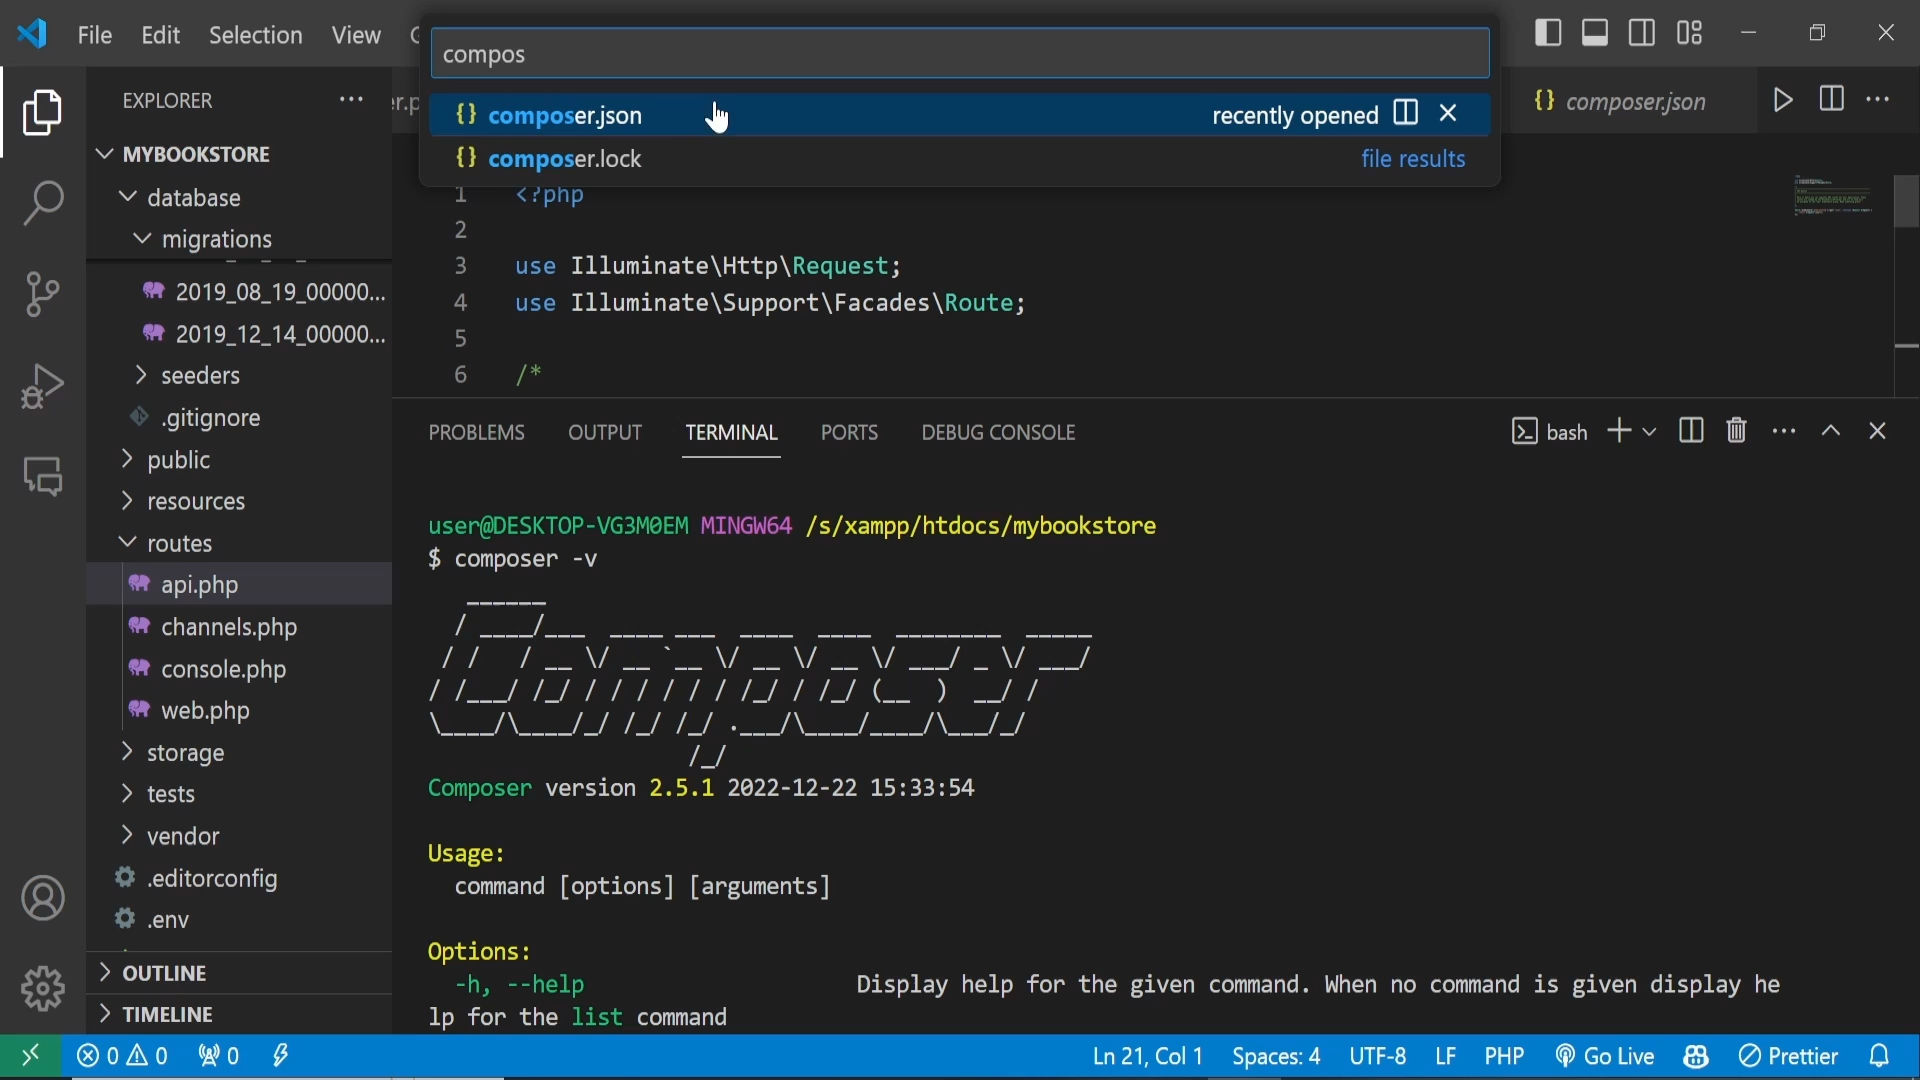 File Edit Selection View
compos
composer.json recently opened
composer.lock file results
composer.json
EXPLORER
MYBOOKSTORE
database
migrations
2019_08_19_00000...
2019_12_14_00000...
seeders
.gitignore
public
resources
routes
api.php
channels.php
console.php
web.php
storage
tests
vendor
.editorconfig
.env
OUTLINE
TIMELINE
1 <?php
2
3 use Illuminate\Http\Request;
4 use Illuminate\Support\Facades\Route;
5
6 /*
PROBLEMS OUTPUT TERMINAL PORTS DEBUG CONSOLE
bash
user@DESKTOP-VG3M0EM MINGW64 /s/xampp/htdocs/mybookstore
$ composer -v
Composer
Composer version 2.5.1 2022-12-22 15:33:54
Usage:
command [options] [arguments]
Options:
-h, --help Display help for the given command. When no command is given display he
lp for the list command
0 0 0 Ln 21, Col 1 Spaces: 4 UTF-8 LF PHP Go Live Prettier